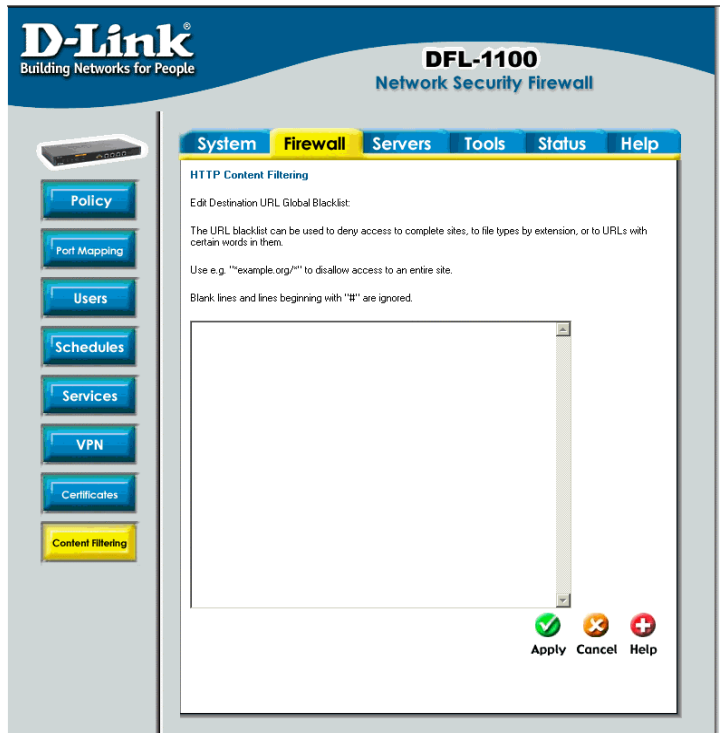 D-Link®
Building Networks for People
DFL-1100
Network Security Firewall
System Firewall Servers Tools Status Help
Policy
Port Mapping
Users
Schedules
Services
VPN
Certificates
Content Filtering
HTTP Content Filtering
Edit Destination URL Global Blacklist:
The URL blacklist can be used to deny access to complete sites, to file types by extension, or to URLs with
certain words in them.
Use e.g. "*example.org/*" to disallow access to an entire site.
Blank lines and lines beginning with "#" are ignored.
Apply Cancel Help